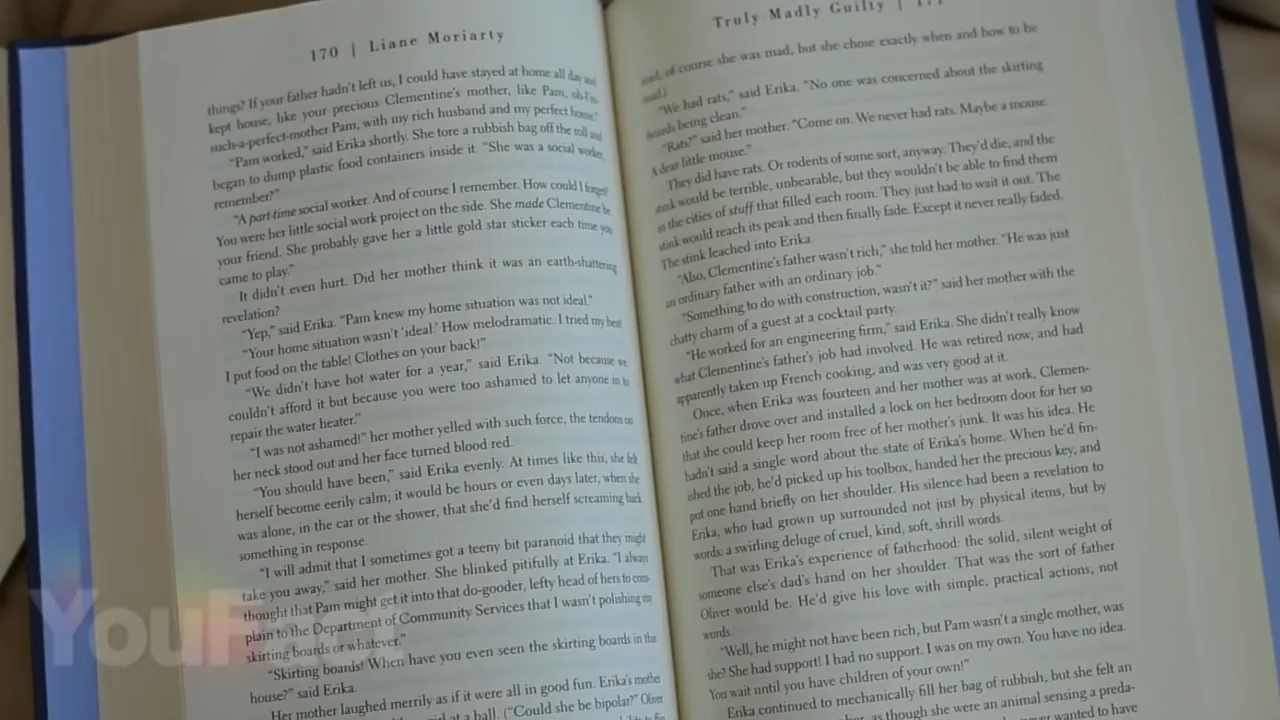 170 | Liane Moriarty
things? If your father hadn't left us, I could have stayed at home all day and
kept house, like your precious Clementine's mother, like Pam, oh-I'm-
such-a-perfect-mother Pam, with my rich husband and my perfect house."
"Pam worked," said Erika shortly. She tore a rubbish bag off the roll and
began to dump plastic food containers inside it. "She was a social worker,
remember?"
"A part-time social worker. And of course I remember. How could I forget?
You were her little social work project on the side. She made Clementine be
your friend. She probably gave her a little gold star sticker each time you
came to play."
It didn't even hurt. Did her mother think it was an earth-shattering
revelation?
"Yep," said Erika. "Pam knew my home situation was not ideal."
"Your home situation wasn't 'ideal.' How melodramatic. I tried my best.
I put food on the table! Clothes on your back!"
"We didn't have hot water for a year," said Erika. "Not because we
couldn't afford it but because you were too ashamed to let anyone in to
repair the water heater."
"I was not ashamed!" her mother yelled with such force, the tendons on
her neck stood out and her face turned blood red.
"You should have been," said Erika evenly. At times like this, she felt
herself become eerily calm; it would be hours or even days later, when she
was alone, in the car or the shower, that she'd find herself screaming back
something in response.
"I will admit that I sometimes got a teeny bit paranoid that they might
take you away," said her mother. She blinked pitifully at Erika. "I always
thought that Pam might get it into that do-gooder, lefty head of hers to com-
plain to the Department of Community Services that I wasn't polishing my
skirting boards or whatever."
"Skirting boards! When have you even seen the skirting boards in this
house?" said Erika.
Her mother laughed merrily as if it were all in good fun. Erika's mother
at a ball. ("Could she be bipolar?" Oliver
Truly Madly Guilty | 171
mad, of course she was mad, but she chose exactly when and how to be
mad.)
"We had rats," said Erika. "No one was concerned about the skirting
boards being clean."
"Rats?" said her mother. "Come on. We never had rats. Maybe a mouse.
A dear little mouse."
They did have rats. Or rodents of some sort, anyway. They'd die, and the
stink would be terrible, unbearable, but they wouldn't be able to find them
in the cities of stuff that filled each room. They just had to wait it out. The
stink would reach its peak and then finally fade. Except it never really faded.
The stink leached into Erika.
"Also, Clementine's father wasn't rich," she told her mother. "He was just
an ordinary father with an ordinary job."
"Something to do with construction, wasn't it?" said her mother with the
chatty charm of a guest at a cocktail party.
"He worked for an engineering firm," said Erika. She didn't really know
what Clementine's father's job had involved. He was retired now, and had
apparently taken up French cooking, and was very good at it.
Once, when Erika was fourteen and her mother was at work, Clemen-
tine's father drove over and installed a lock on her bedroom door for her so
that she could keep her room free of her mother's junk. It was his idea. He
hadn't said a single word about the state of Erika's home. When he'd fin-
ished the job, he'd picked up his toolbox, handed her the precious key, and
put one hand briefly on her shoulder. His silence had been a revelation to
Erika, who had grown up surrounded not just by physical items, but by
words: a swirling deluge of cruel, kind, soft, shrill words.
That was Erika's experience of fatherhood: the solid, silent weight of
someone else's dad's hand on her shoulder. That was the sort of father
Oliver would be. He'd give his love with simple, practical actions, not
words.
"Well, he might not have been rich, but Pam wasn't a single mother, was
she? She had support! I had no support. I was on my own. You have no idea.
You wait until you have children of your own!"
Erika continued to mechanically fill her bag of rubbish, but she felt an
as though she were an animal sensing a preda-
wanted to have